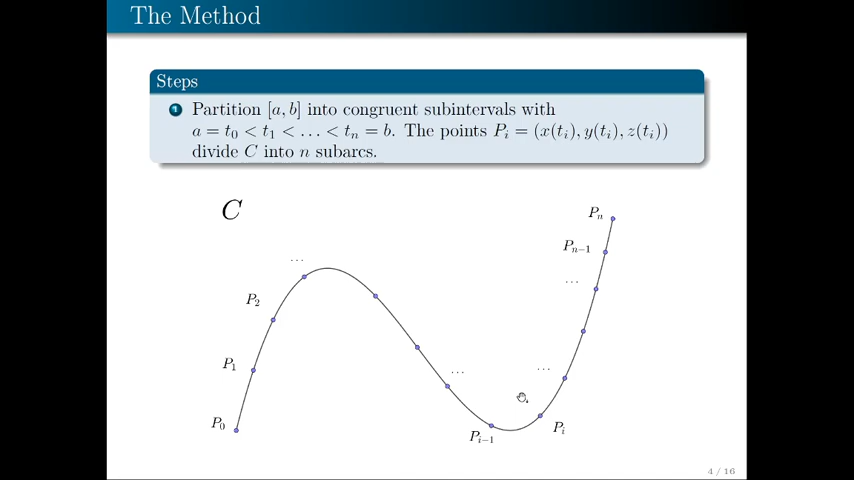 The Method
Steps
1 Partition [a, b] into congruent subintervals with
a = t₀ < t₁ < . . . < tₙ = b. The points Pᵢ = (x(tᵢ), y(tᵢ), z(tᵢ))
divide C into n subarcs.
C
Pₙ
Pₙ₋₁
. . .
. . .
P₂
P₁
. . .
. . .
P₀
Pᵢ₋₁
Pᵢ
4 / 16